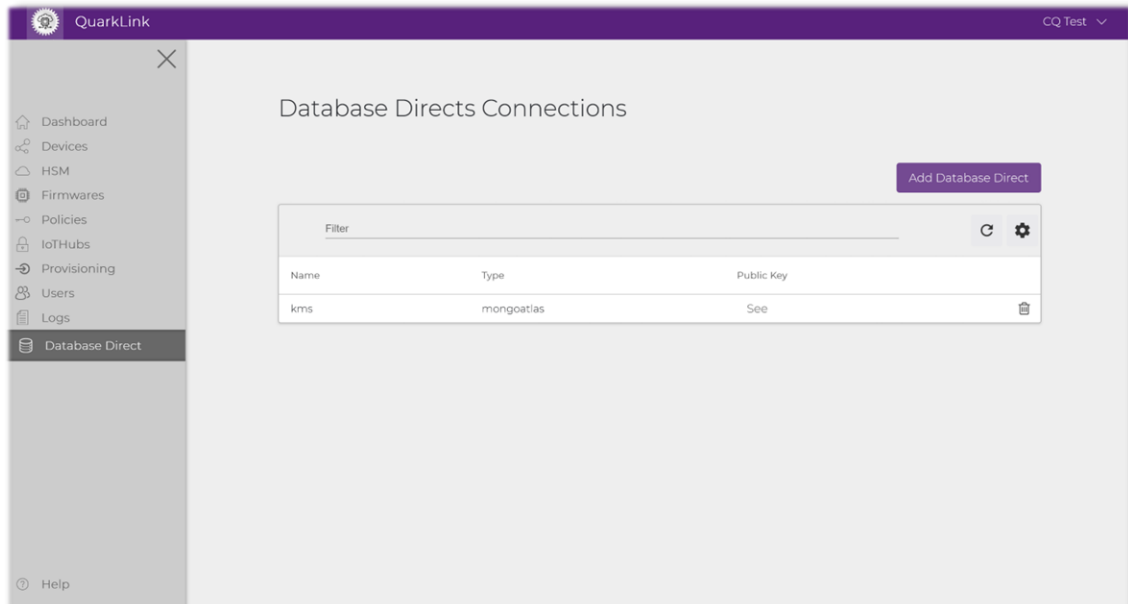 QuarkLink
CQ Test
Dashboard
Devices
HSM
Firmwares
Policies
IoTHubs
Provisioning
Users
Logs
Database Direct
Help
Database Directs Connections
Add Database Direct
Filter
Name Type Public Key
kms mongoatlas See